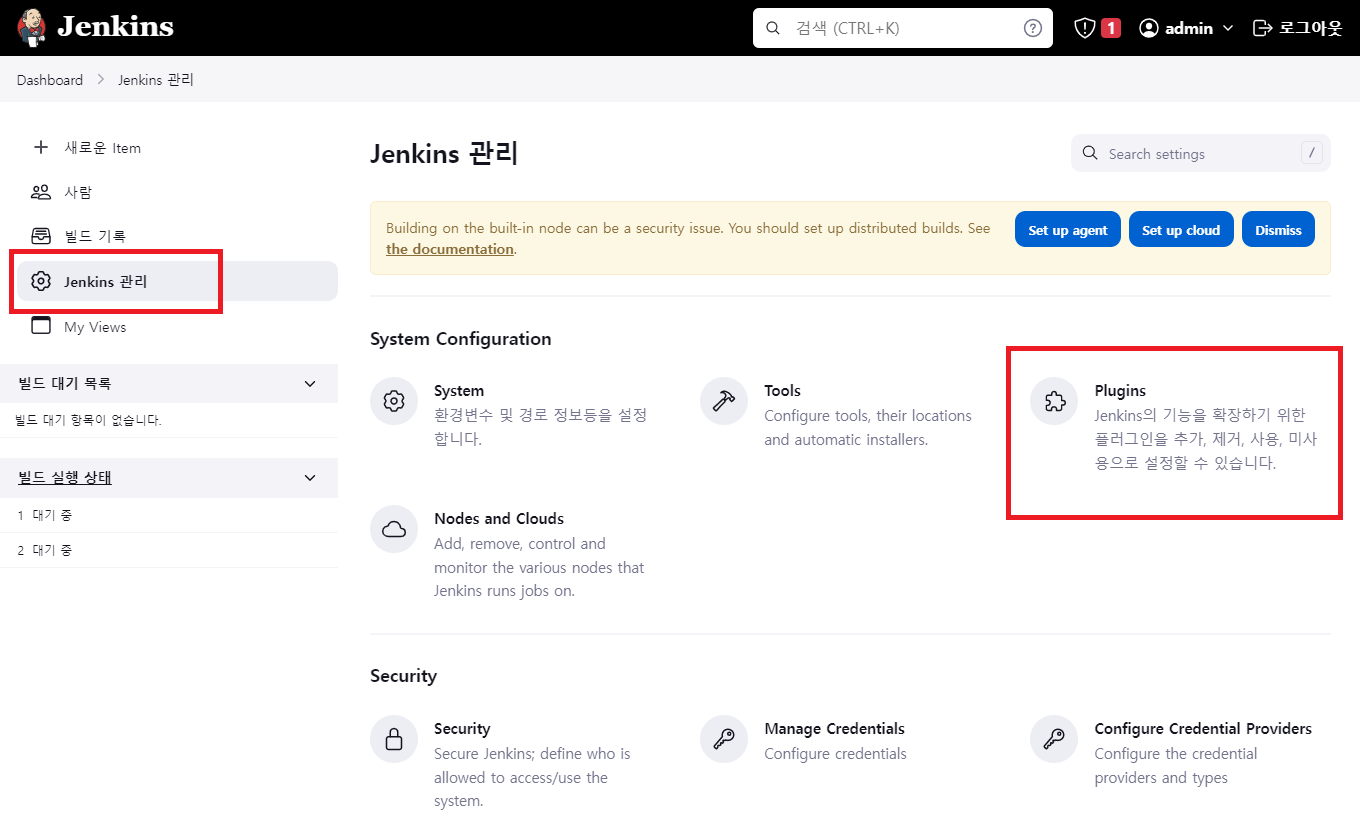 Jenkins
검색 (CTRL+K)
1
admin
로그아웃
Dashboard
Jenkins 관리
새로운 Item
사람
빌드 기록
Jenkins 관리
My Views
빌드 대기 목록
빌드 대기 항목이 없습니다.
빌드 실행 상태
1 대기 중
2 대기 중
Jenkins 관리
Search settings
/
Building on the built-in node can be a security issue. You should set up distributed builds. See
the documentation.
Set up agent
Set up cloud
Dismiss
System Configuration
System
환경변수 및 경로 정보등을 설정
합니다.
Tools
Configure tools, their locations
and automatic installers.
Plugins
Jenkins의 기능을 확장하기 위한
플러그인을 추가, 제거, 사용, 미사
용으로 설정할 수 있습니다.
Nodes and Clouds
Add, remove, control and
monitor the various nodes that
Jenkins runs jobs on.
Security
Security
Secure Jenkins; define who is
allowed to access/use the
system.
Manage Credentials
Configure credentials
Configure Credential Providers
Configure the credential
providers and types